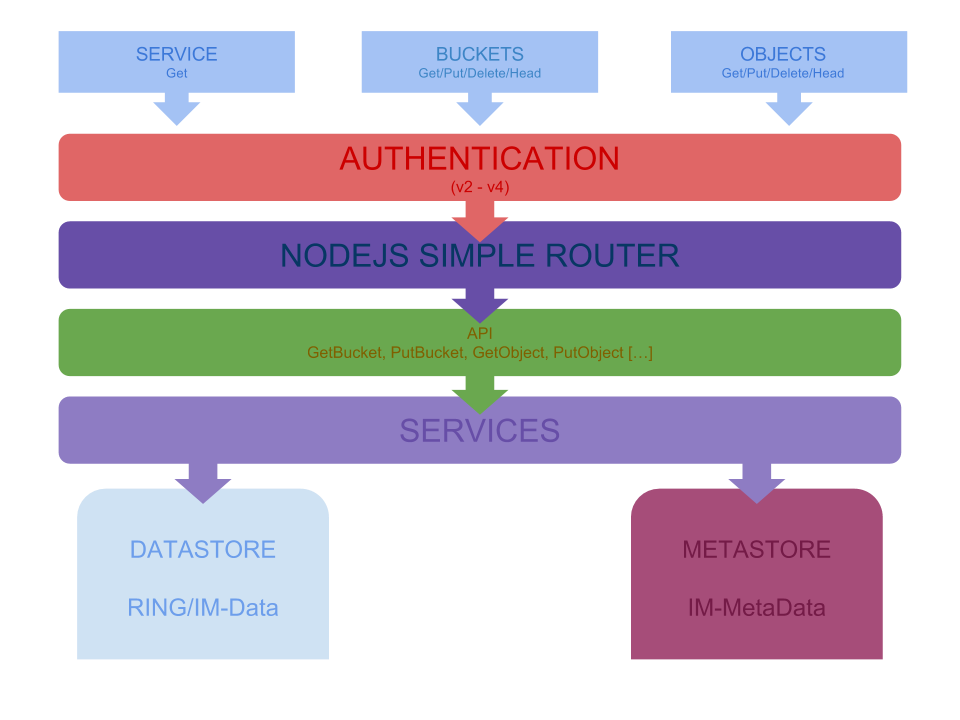 SERVICE
Get
BUCKETS
Get/Put/Delete/Head
OBJECTS
Get/Put/Delete/Head
AUTHENTICATION
(v2 - v4)
NODEJS SIMPLE ROUTER
API
GetBucket, PutBucket, GetObject, PutObject [...]
SERVICES
DATASTORE
RING/IM-Data
METASTORE
IM-MetaData